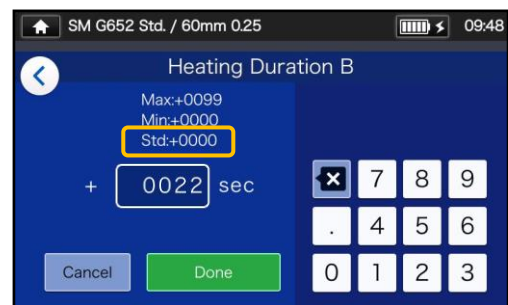 SM G652 Std. / 60mm 0.25 09:48
Heating Duration B
Max:+0099
Min:+0000
Std:+0000
+ 0022 sec
7 8 9
. 4 5 6
Cancel Done 0 1 2 3